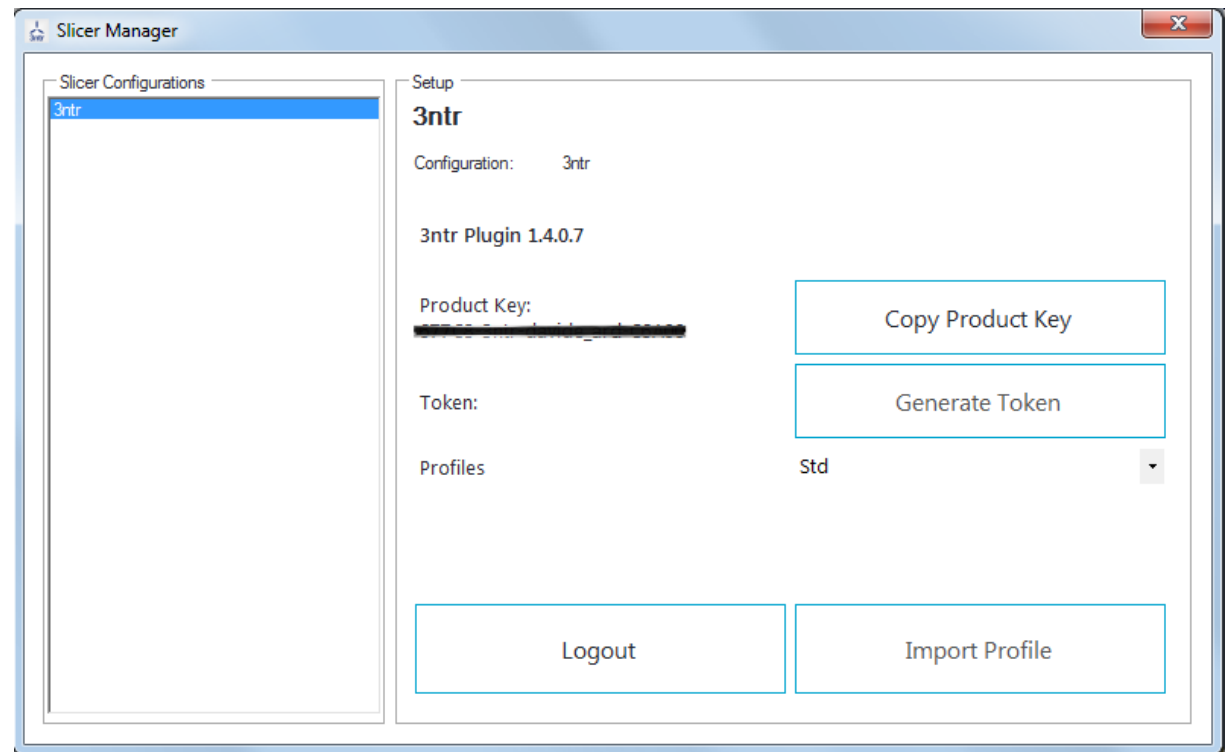 Slicer Manager
Slicer Configurations
3ntr
Setup
3ntr
Configuration: 3ntr
3ntr Plugin 1.4.0.7
Product Key:
Copy Product Key
Token:
Generate Token
Profiles
Std
Logout
Import Profile